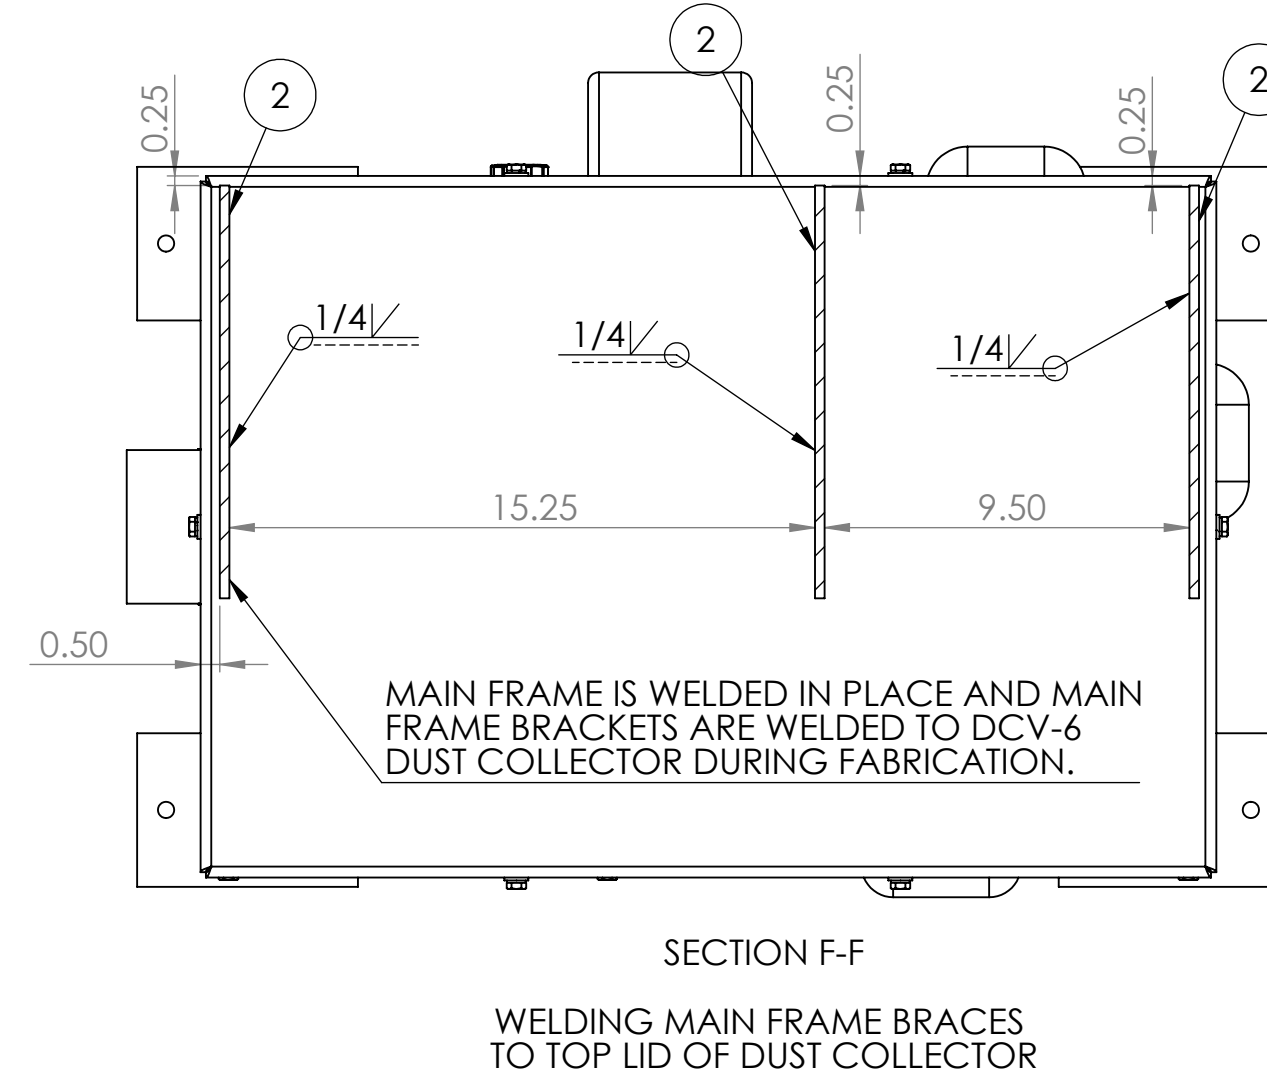 2
2
2
0.25
0.25
0.25
1/4
1/4
1/4
15.25
9.50
0.50
MAIN FRAME IS WELDED IN PLACE AND MAIN
FRAME BRACKETS ARE WELDED TO DCV-6
DUST COLLECTOR DURING FABRICATION.
SECTION F-F
WELDING MAIN FRAME BRACES
TO TOP LID OF DUST COLLECTOR